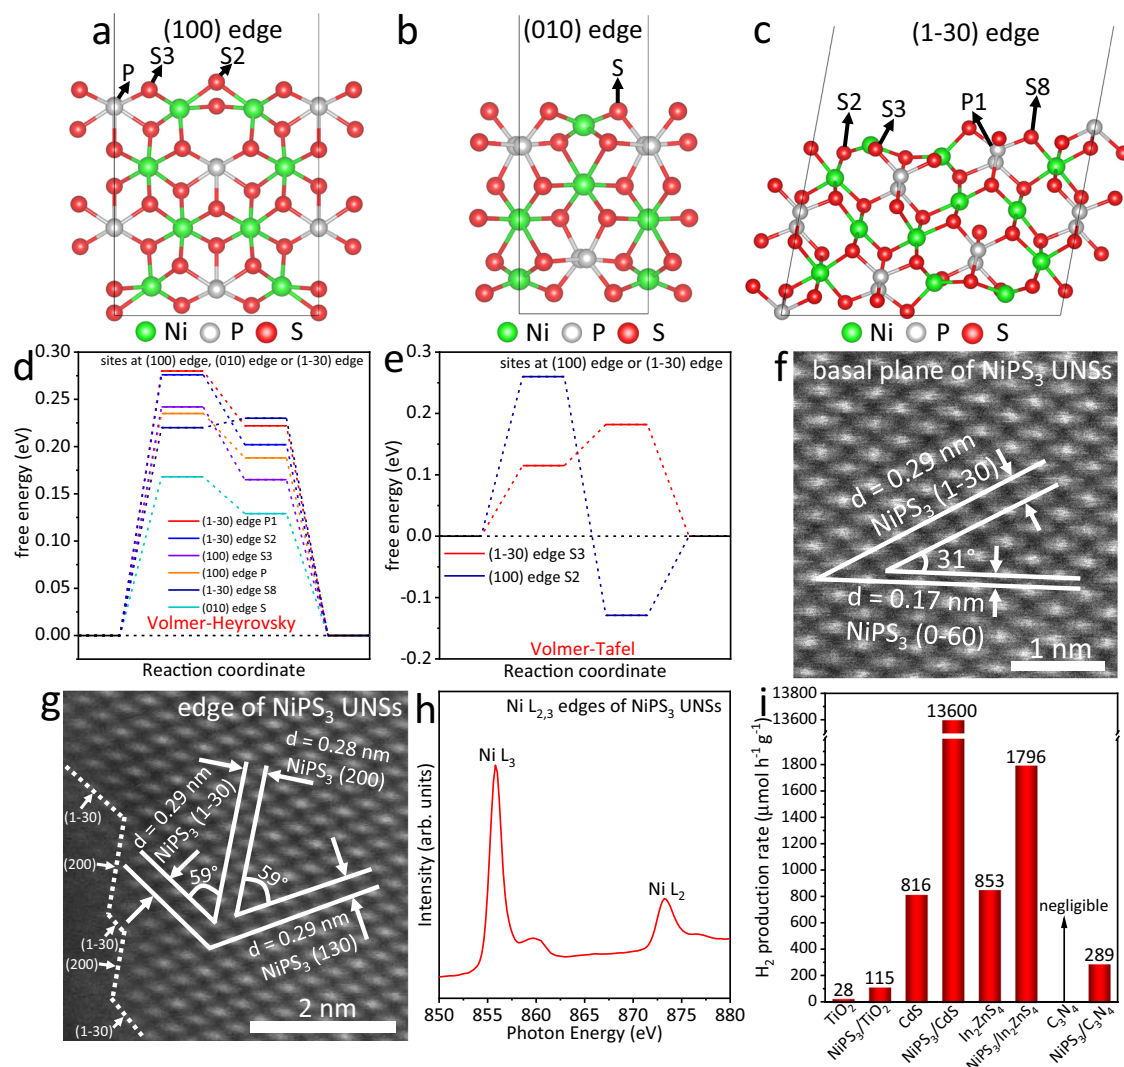 a
(100) edge
P
S3
S2
Ni
P
S
b
(010) edge
S
Ni
P
S
c
(1-30) edge
S2
S3
P1
S8
Ni
P
S
d
sites at (100) edge, (010) edge or (1-30) edge
free energy (eV)
0.30
0.25
0.20
0.15
0.10
0.05
0.00
(1-30) edge P1
(1-30) edge S2
(100) edge S3
(100) edge P
(1-30) edge S8
(010) edge S
Volmer-Heyrovsky
Reaction coordinate
e
sites at (100) edge or (1-30) edge
free energy (eV)
0.3
0.2
0.1
0.0
-0.1
-0.2
(1-30) edge S3
(100) edge S2
Volmer-Tafel
Reaction coordinate
f
basal plane of NiPS₃ UNSs
d = 0.29 nm
NiPS₃ (1-30)
31°
d = 0.17 nm
NiPS₃ (0-60)
1 nm
g
edge of NiPS₃ UNSs
d = 0.28 nm
NiPS₃ (200)
d = 0.29 nm
NiPS₃ (1-30)
59°
59°
d = 0.29 nm
NiPS₃ (130)
(1-30)
(200)
(1-30)
(200)
(1-30)
2 nm
h
Ni L₂,₃ edges of NiPS₃ UNSs
Ni L₃
Ni L₂
Intensity (arb. units)
850 855 860 865 870 875 880
Photon Energy (eV)
i
H₂ production rate (μmol h⁻¹ g⁻¹)
13800
13600
1800
1600
1400
1200
1000
800
600
400
200
0
28
115
816
13600
853
1796
negligible
289
TiO₂
NiPS₃/TiO₂
CdS
NiPS₃/CdS
In₂ZnS₄
NiPS₃/In₂ZnS₄
C₃N₄
NiPS₃/C₃N₄